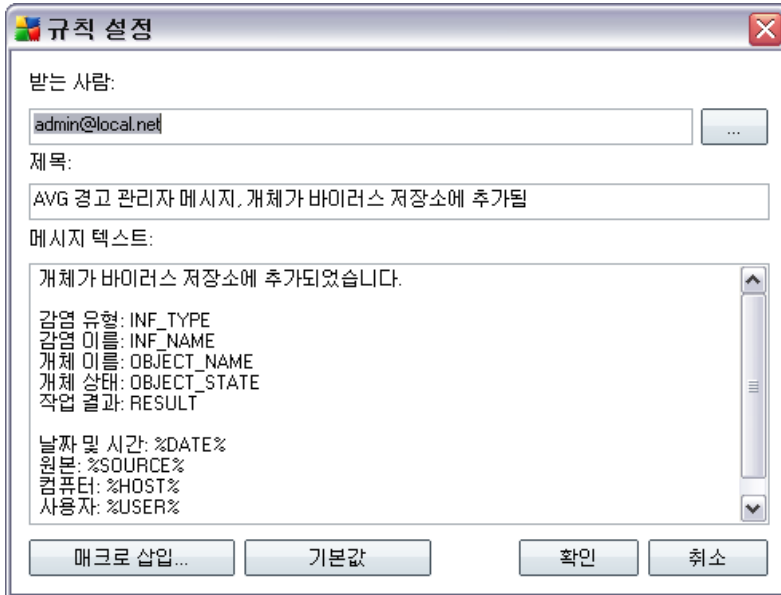 규칙 설정
받는 사람:
admin@local.net
...
제목:
AVG 경고 관리자 메시지, 개체가 바이러스 저장소에 추가됨
메시지 텍스트:
개체가 바이러스 저장소에 추가되었습니다.
감염 유형: INF_TYPE
감염 이름: INF_NAME
개체 이름: OBJECT_NAME
개체 상태: OBJECT_STATE
작업 결과: RESULT
날짜 및 시간: %DATE%
원본: %SOURCE%
컴퓨터: %HOST%
사용자: %USER%
매크로 삽입... 기본값 확인 취소